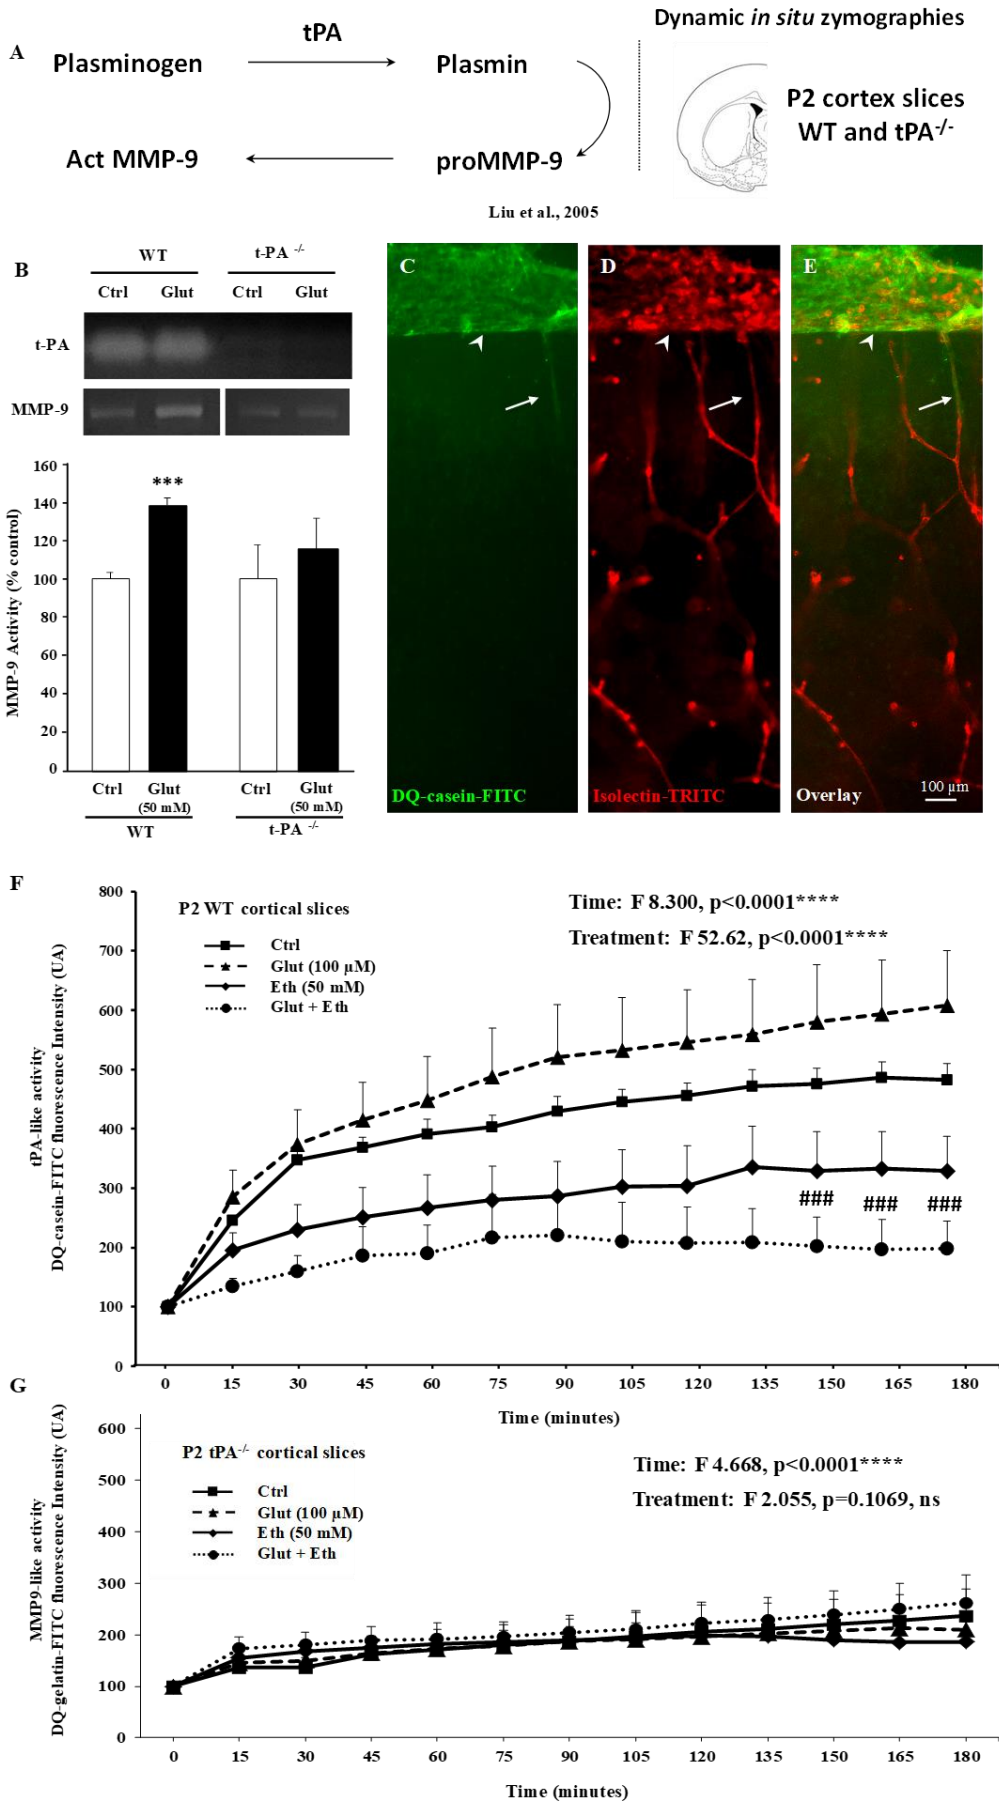 A
Plasminogen
tPA
Plasmin
Act MMP-9
proMMP-9
Liu et al., 2005
Dynamic in situ zymographies
P2 cortex slices
WT and tPA-/-
B
WT
t-PA -/-
Ctrl Glut Ctrl Glut
t-PA
MMP-9
MMP-9 Activity (% control)
160
140
120
100
80
60
40
20
0
***
Ctrl Glut Ctrl Glut
(50 mM) (50 mM)
WT t-PA -/-
C
DQ-casein-FITC
D
Isolectin-TRITC
E
Overlay
100 µm
F
P2 WT cortical slices
Ctrl
Glut (100 µM)
Eth (50 mM)
Glut + Eth
Time: F 8.300, p<0.0001****
Treatment: F 52.62, p<0.0001****
tPA-like activity
DQ-casein-FITC fluorescence Intensity (UA)
800
700
600
500
400
300
200
100
0
### ### ###
0 15 30 45 60 75 90 105 120 135 150 165 180
Time (minutes)
G
P2 tPA-/- cortical slices
Ctrl
Glut (100 µM)
Eth (50 mM)
Glut + Eth
Time: F 4.668, p<0.0001****
Treatment: F 2.055, p=0.1069, ns
MMP9-like activity
DQ-gelatin-FITC fluorescence Intensity (UA)
600
500
400
300
200
100
0
0 15 30 45 60 75 90 105 120 135 150 165 180
Time (minutes)